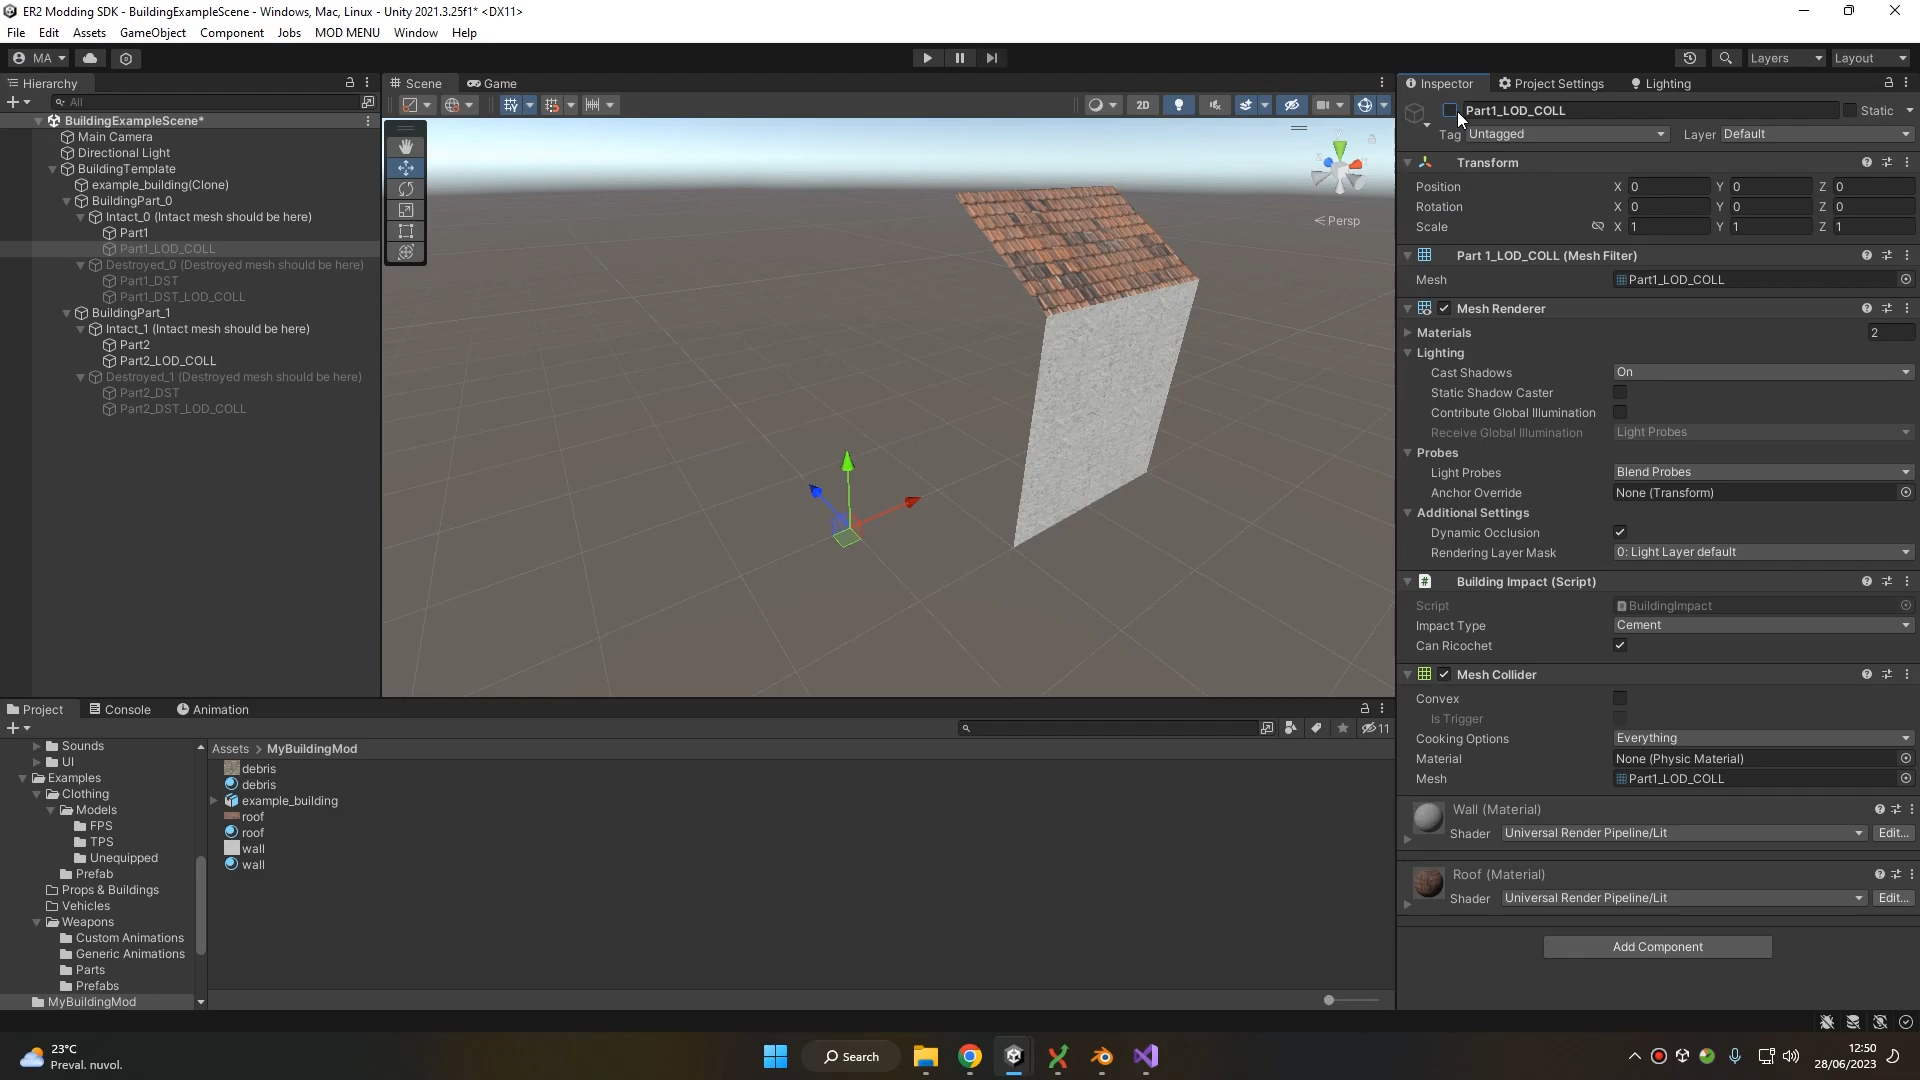 ER2 Modding SDK - BuildingExampleScene - Windows, Mac, Linux - Unity 2021.3.25f1* <DX11>
File Edit Assets GameObject Component Jobs MOD MENU Window Help
MA Layers Layout
Hierarchy
All
BuildingExampleScene*
Main Camera
Directional Light
BuildingTemplate
example_building(Clone)
BuildingPart_0
Intact_0 (Intact mesh should be here)
Part1
Part1_LOD_COLL
Destroyed_0 (Destroyed mesh should be here)
Part1_DST
Part1_DST_LOD_COLL
BuildingPart_1
Intact_1 (Intact mesh should be here)
Part2
Part2_LOD_COLL
Destroyed_1 (Destroyed mesh should be here)
Part2_DST
Part2_DST_LOD_COLL
Scene Game
2D
Persp
Inspector Project Settings Lighting
Part1_LOD_COLL Static
Tag Untagged Layer Default
Transform
Position X 0 Y 0 Z 0
Rotation X 0 Y 0 Z 0
Scale X 1 Y 1 Z 1
Part 1_LOD_COLL (Mesh Filter)
Mesh Part1_LOD_COLL
Mesh Renderer
Materials 2
Lighting
Cast Shadows On
Static Shadow Caster
Contribute Global Illumination
Receive Global Illumination Light Probes
Probes
Light Probes Blend Probes
Anchor Override None (Transform)
Additional Settings
Dynamic Occlusion
Rendering Layer Mask 0: Light Layer default
Building Impact (Script)
Script BuildingImpact
Impact Type Cement
Can Ricochet
Mesh Collider
Convex
Is Trigger
Cooking Options Everything
Material None (Physic Material)
Mesh Part1_LOD_COLL
Wall (Material)
Shader Universal Render Pipeline/Lit Edit...
Roof (Material)
Shader Universal Render Pipeline/Lit Edit...
Add Component
Project Console Animation
11
Sounds
UI
Examples
Clothing
Models
FPS
TPS
Unequipped
Prefab
Props & Buildings
Vehicles
Weapons
Custom Animations
Generic Animations
Parts
Prefabs
MyBuildingMod
Assets > MyBuildingMod
debris
debris
example_building
roof
roof
wall
wall
23°C
Preval. nuvol.
Search
12:50
28/06/2023